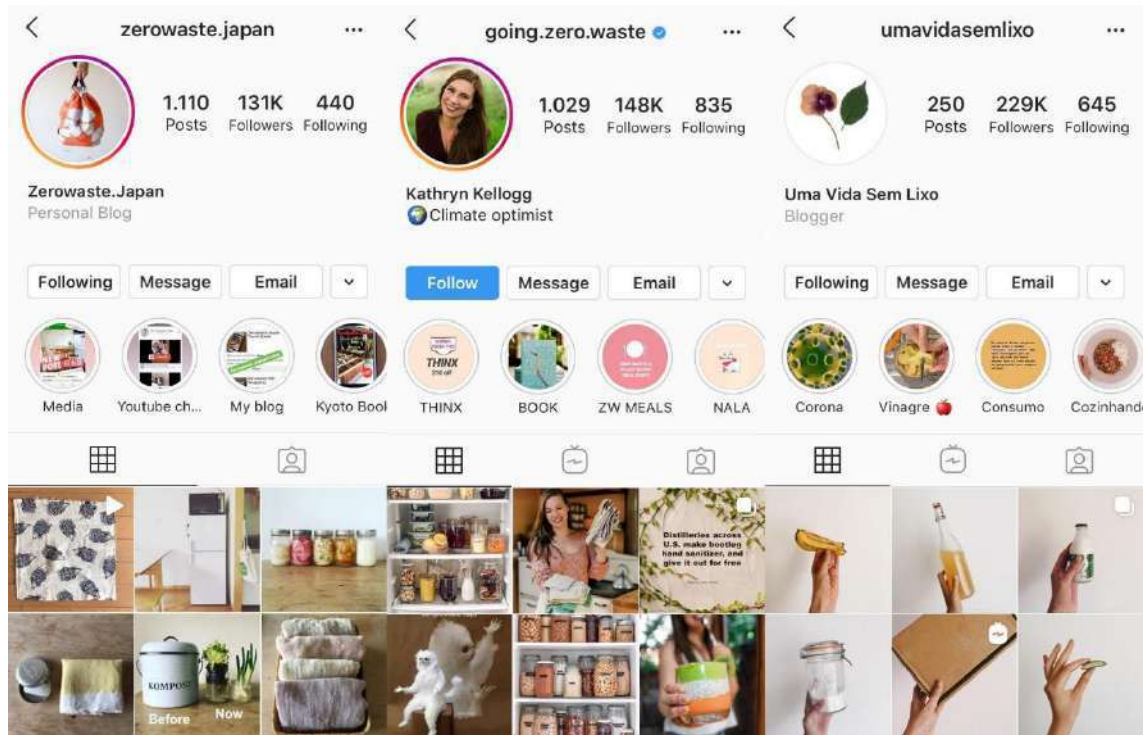 zerowaste.japan
1.110 131K 440
Posts Followers Following
Zerowaste.Japan
Personal Blog
Following Message Email
Media Youtube ch... My blog Kyoto Bool
KOMPOST
Before Now
going.zero.waste
1.029 148K 835
Posts Followers Following
Kathryn Kellogg
🌍Climate optimist
Follow Message Email
THINX
THINX BOOK ZW MEALS NALA
Distilleries across
U.S. make bootleg
hand sanitizer, and
give it out for free
umavidasemlixo
250 229K 645
Posts Followers Following
Uma Vida Sem Lixo
Blogger
Following Message Email
Corona Vinagre 🍎 Consumo Cozinhand